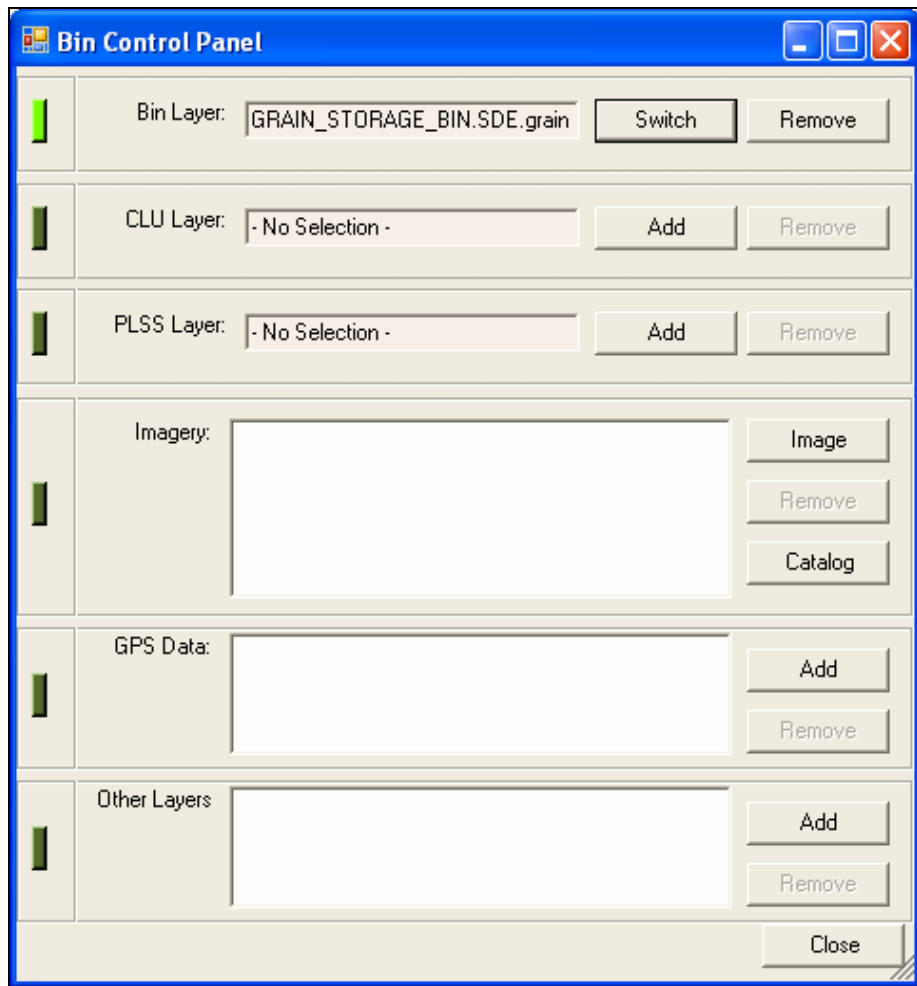 Bin Control Panel
Bin Layer: GRAIN_STORAGE_BIN.SDE.grain Switch Remove
CLU Layer: - No Selection - Add Remove
PLSS Layer: - No Selection - Add Remove
Imagery: Image
Remove
Catalog
GPS Data: Add
Remove
Other Layers Add
Remove
Close